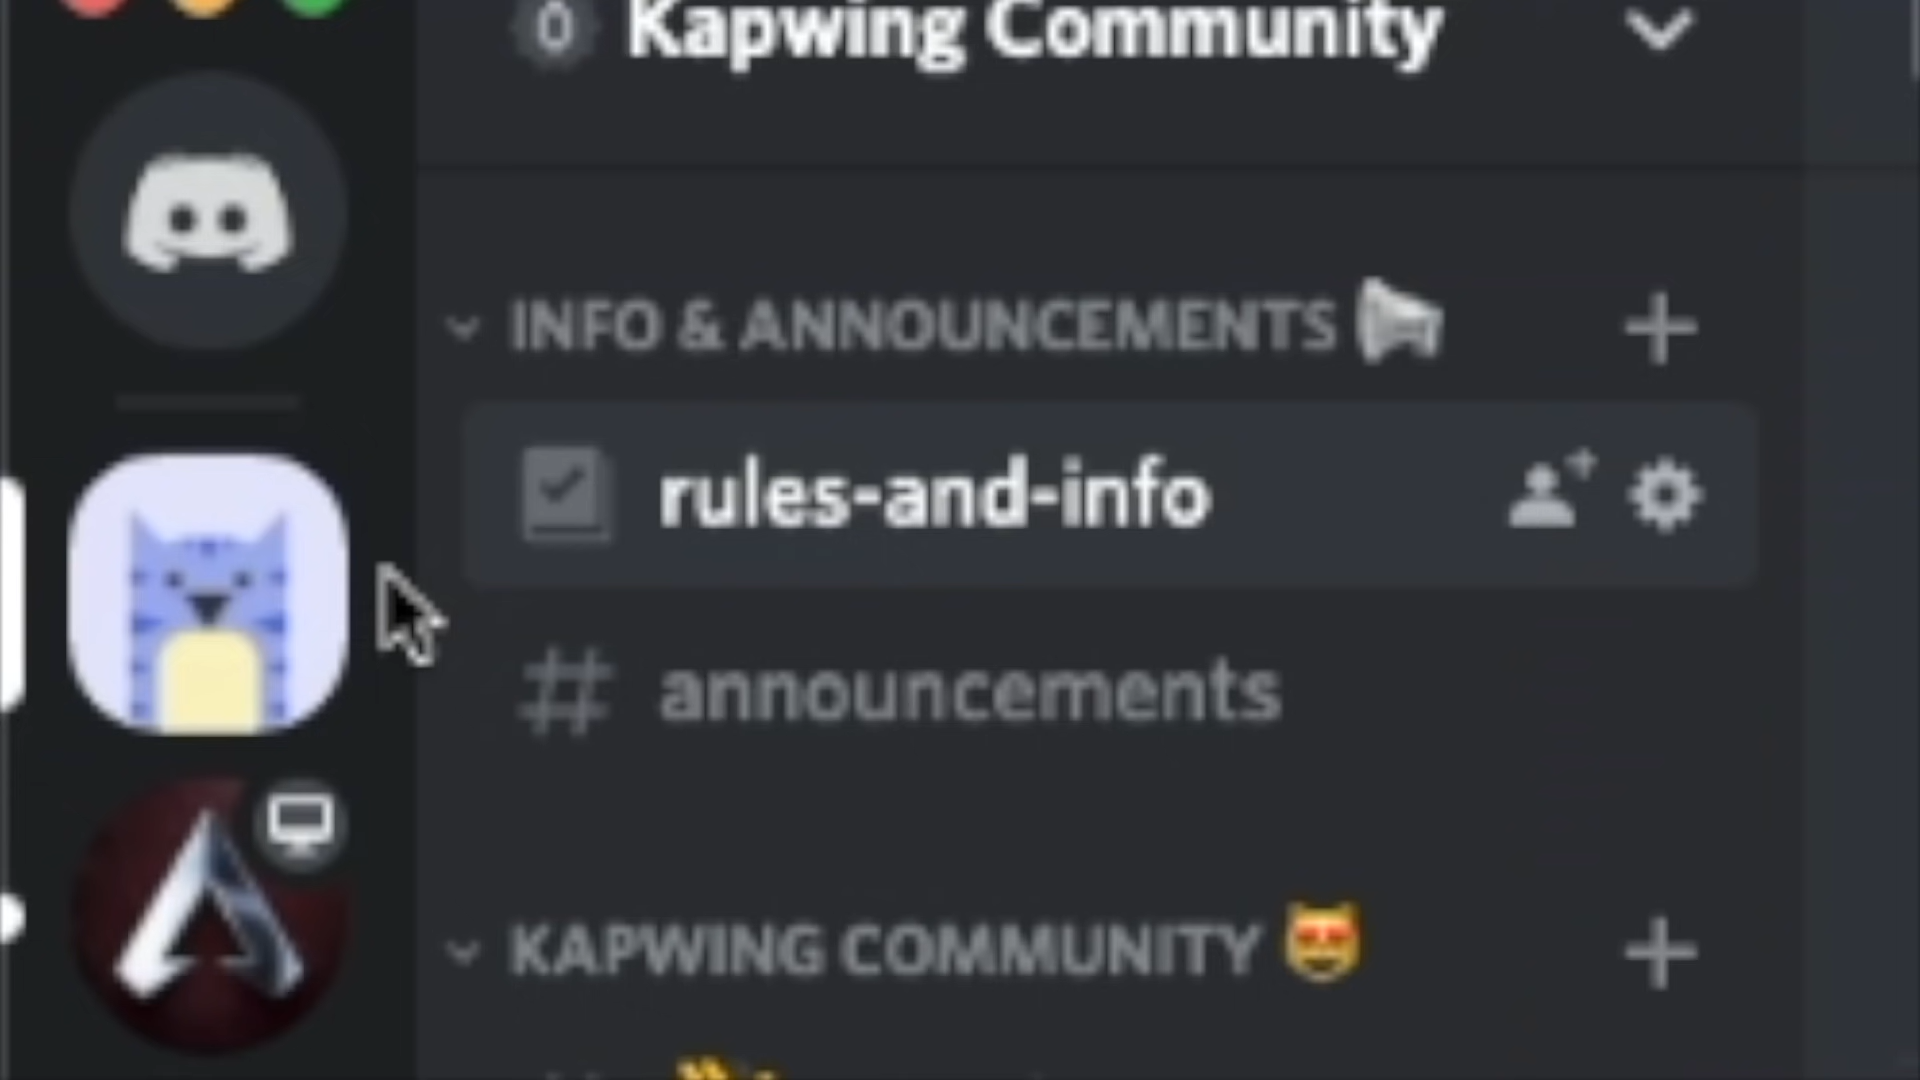 Kapwing Community
INFO & ANNOUNCEMENTS
rules-and-info
announcements
KAPWING COMMUNITY